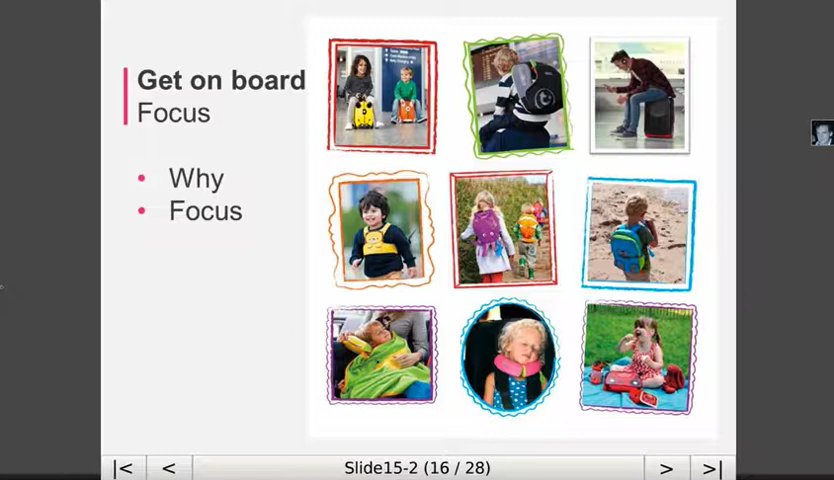 Get on board
Focus
• Why
• Focus
|< < Slide15-2 (16 / 28) > >|